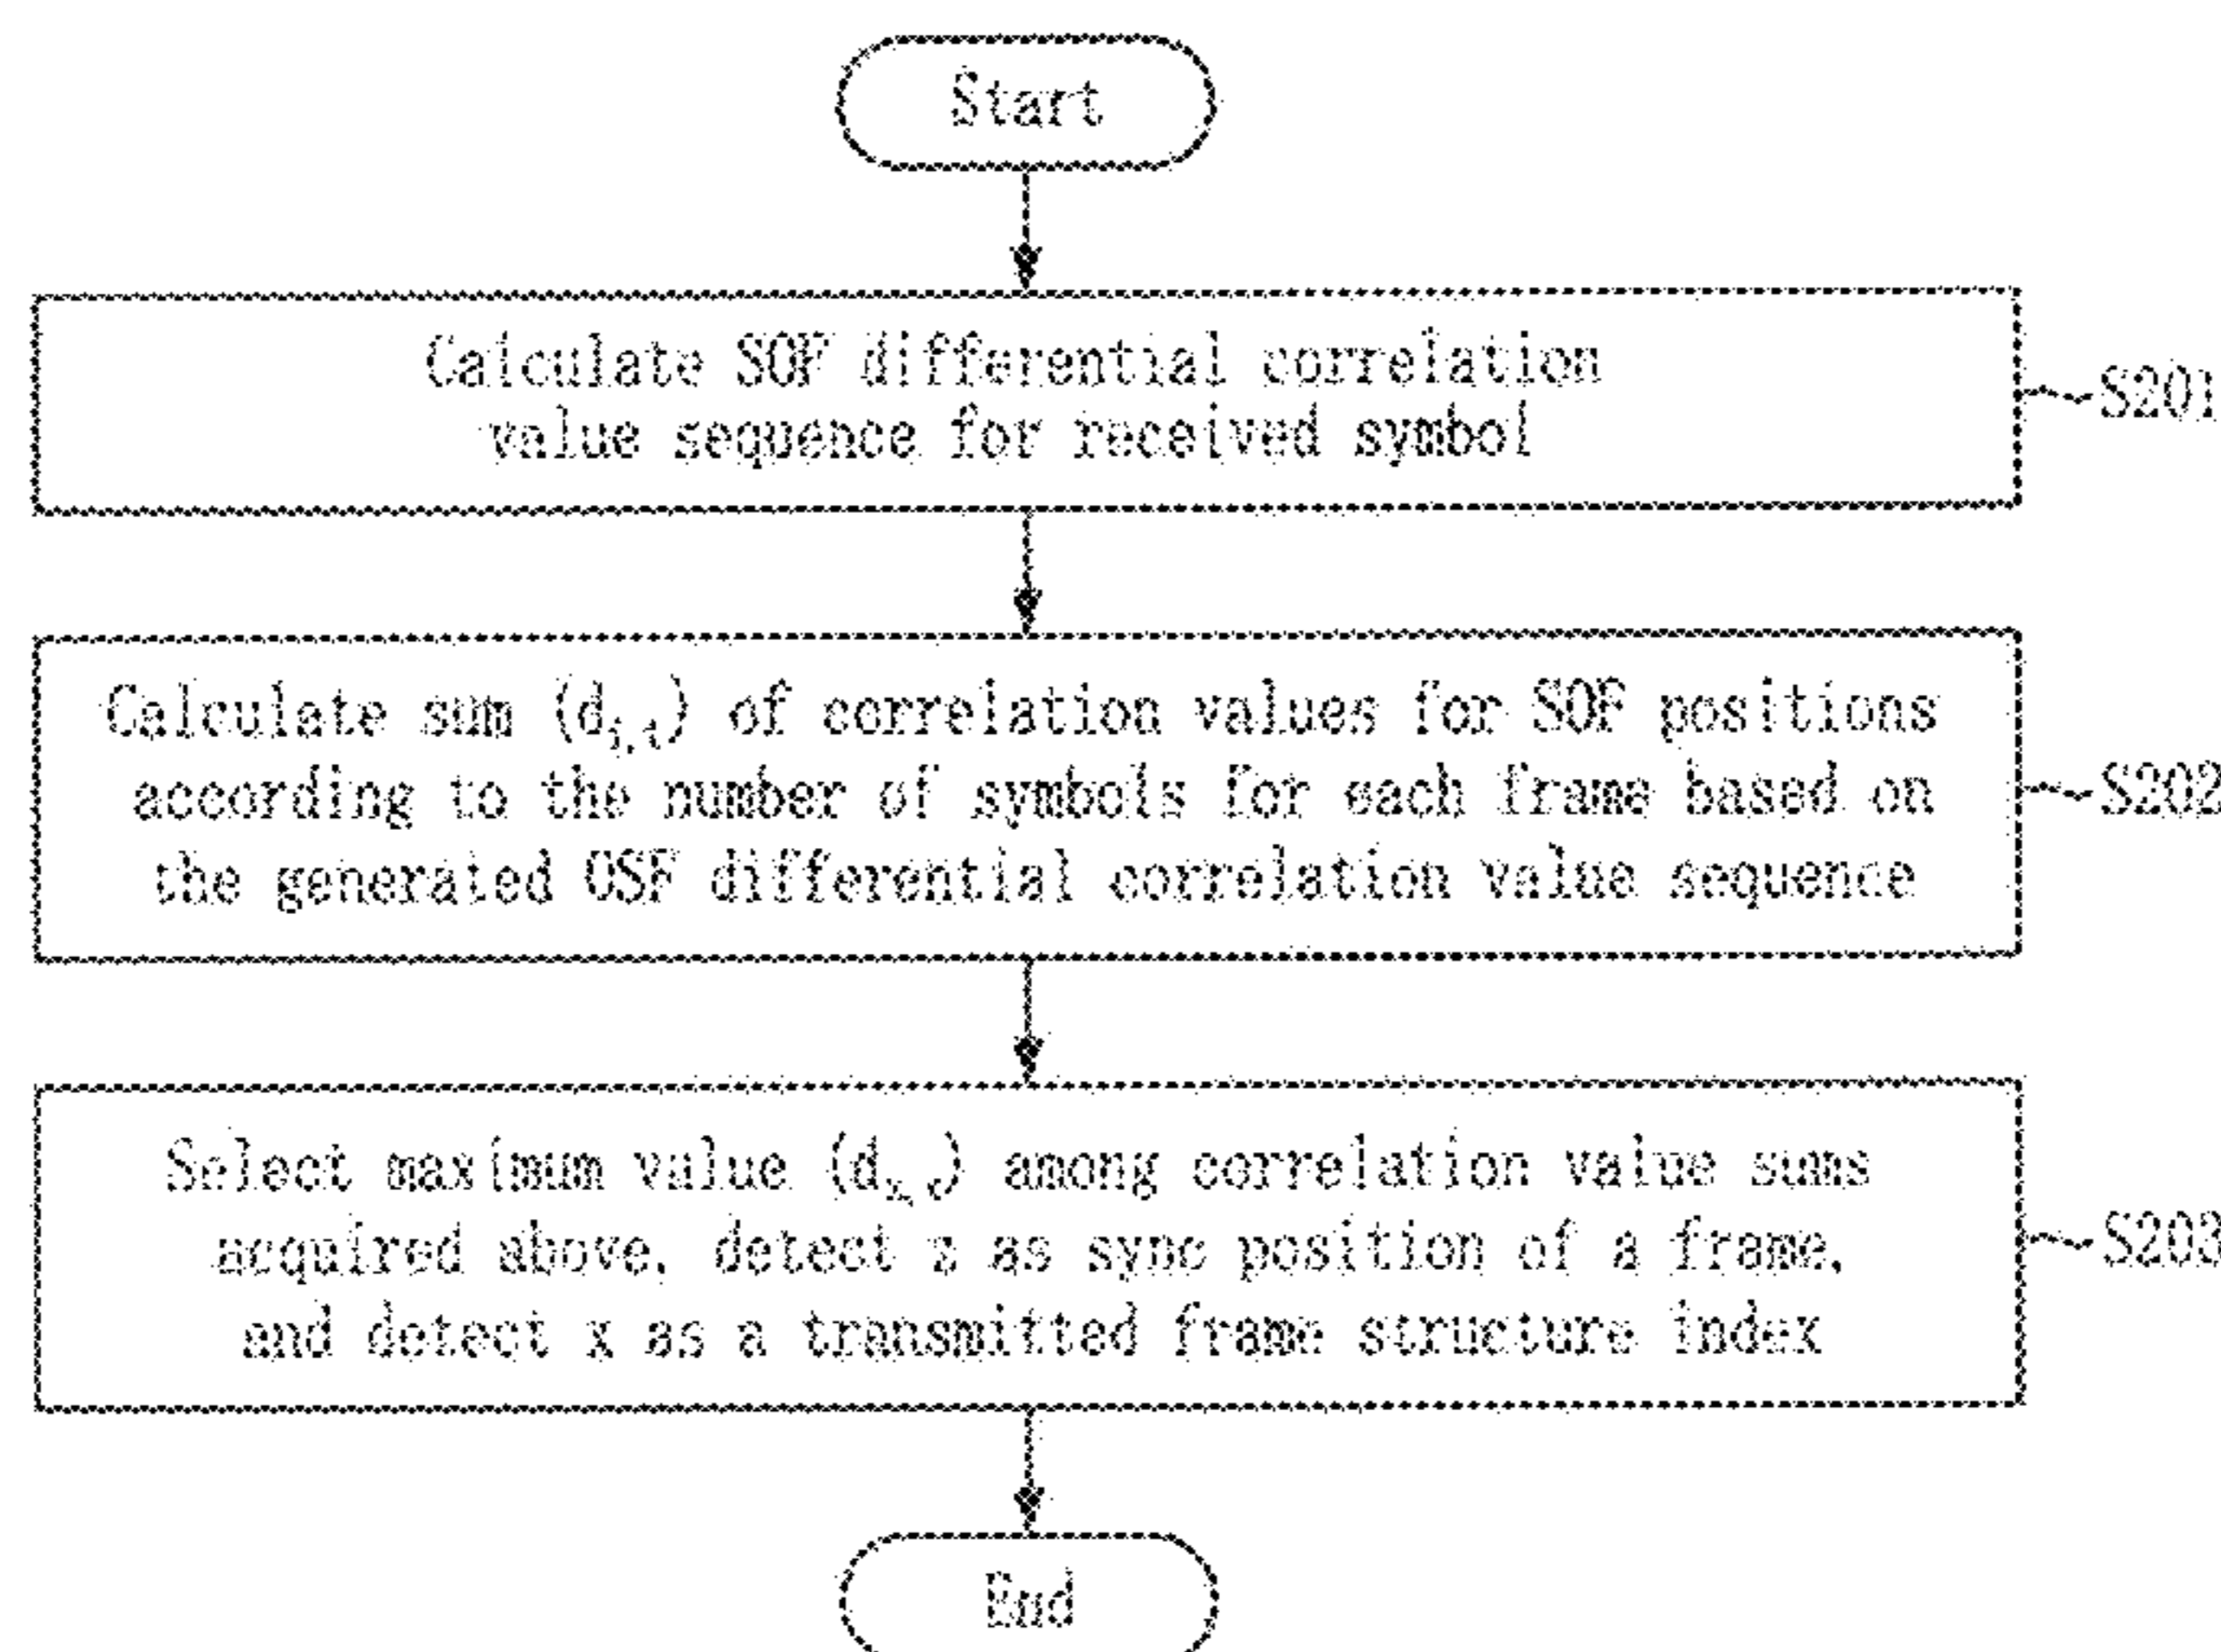 Start
Calculate SOF differential correlation
value sequence for received symbol
S201
Calculate sum (d) of correlation values for SOF positions
according to the number of symbols for each frame based on
the generated OSF differential correlation value sequence
S202
Select maximum value (d) among correlation value sums
acquired above, detect z as sync position of a frame,
and detect x as a transmitted frame structure index
S203
End